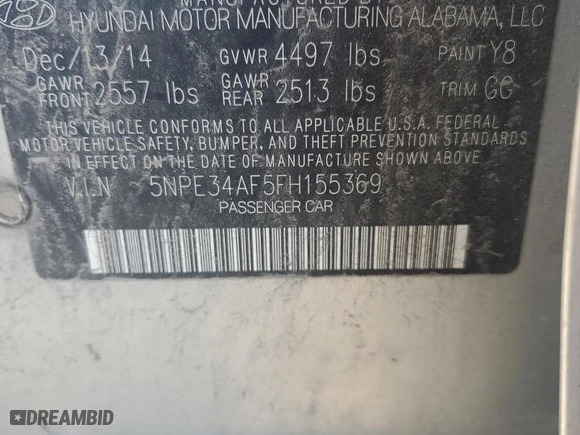 MANUFACTURED BY
HYUNDAI MOTOR MANUFACTURING ALABAMA, LLC
Dec/13/14 GVWR 4497 lbs PAINT Y8
GAWR FRONT 2557 lbs GAWR REAR 2513 lbs TRIM GG
THIS VEHICLE CONFORMS TO ALL APPLICABLE U.S.A. FEDERAL
MOTOR VEHICLE SAFETY, BUMPER, AND THEFT PREVENTION STANDARDS
IN EFFECT ON THE DATE OF MANUFACTURE SHOWN ABOVE.
V.I.N 5NPE34AF5FH155369
PASSENGER CAR
DREAMBID